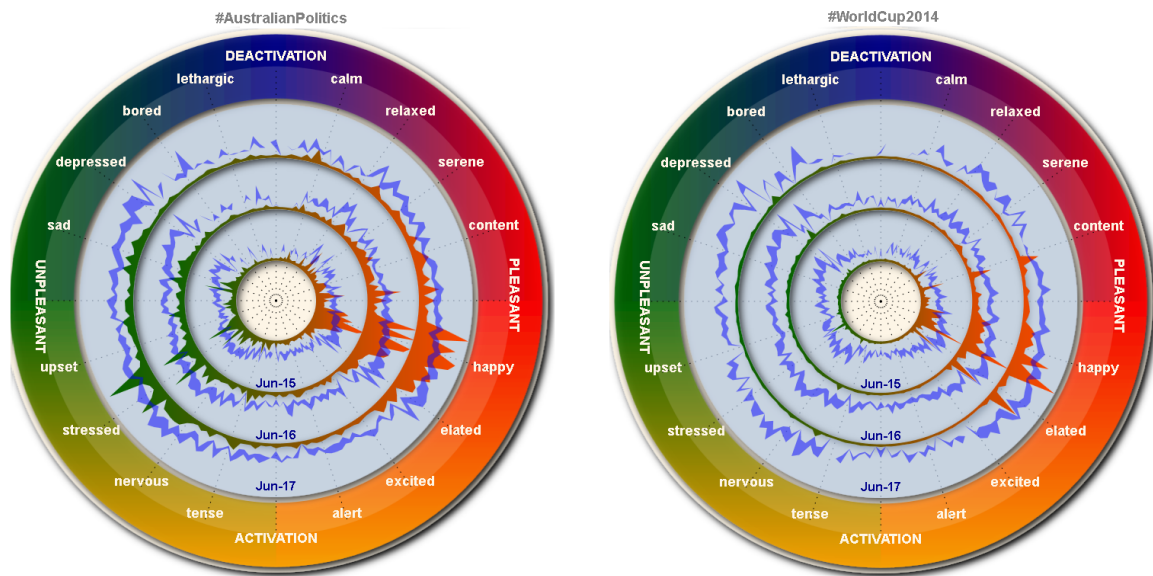 #AustralianPolitics
DEACTIVATION
lethargic
calm
bored
relaxed
depressed
serene
sad
content
UNPLEASANT
PLEASANT
upset
happy
stressed
elated
nervous
excited
tense
alert
ACTIVATION
Jun-15
Jun-16
Jun-17
#WorldCup2014
DEACTIVATION
lethargic
calm
bored
relaxed
depressed
serene
sad
content
UNPLEASANT
PLEASANT
upset
happy
stressed
elated
nervous
excited
tense
alert
ACTIVATION
Jun-15
Jun-16
Jun-17